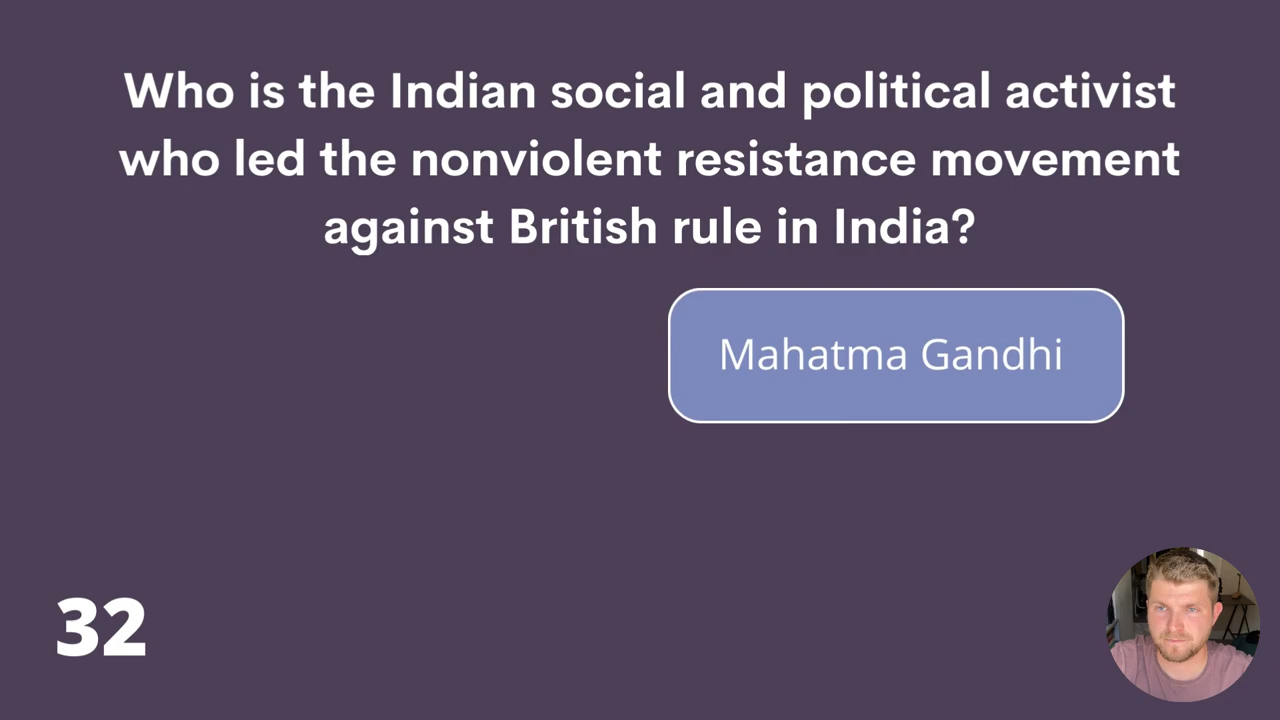 Who is the Indian social and political activist
who led the nonviolent resistance movement
against British rule in India?
Mahatma Gandhi
32